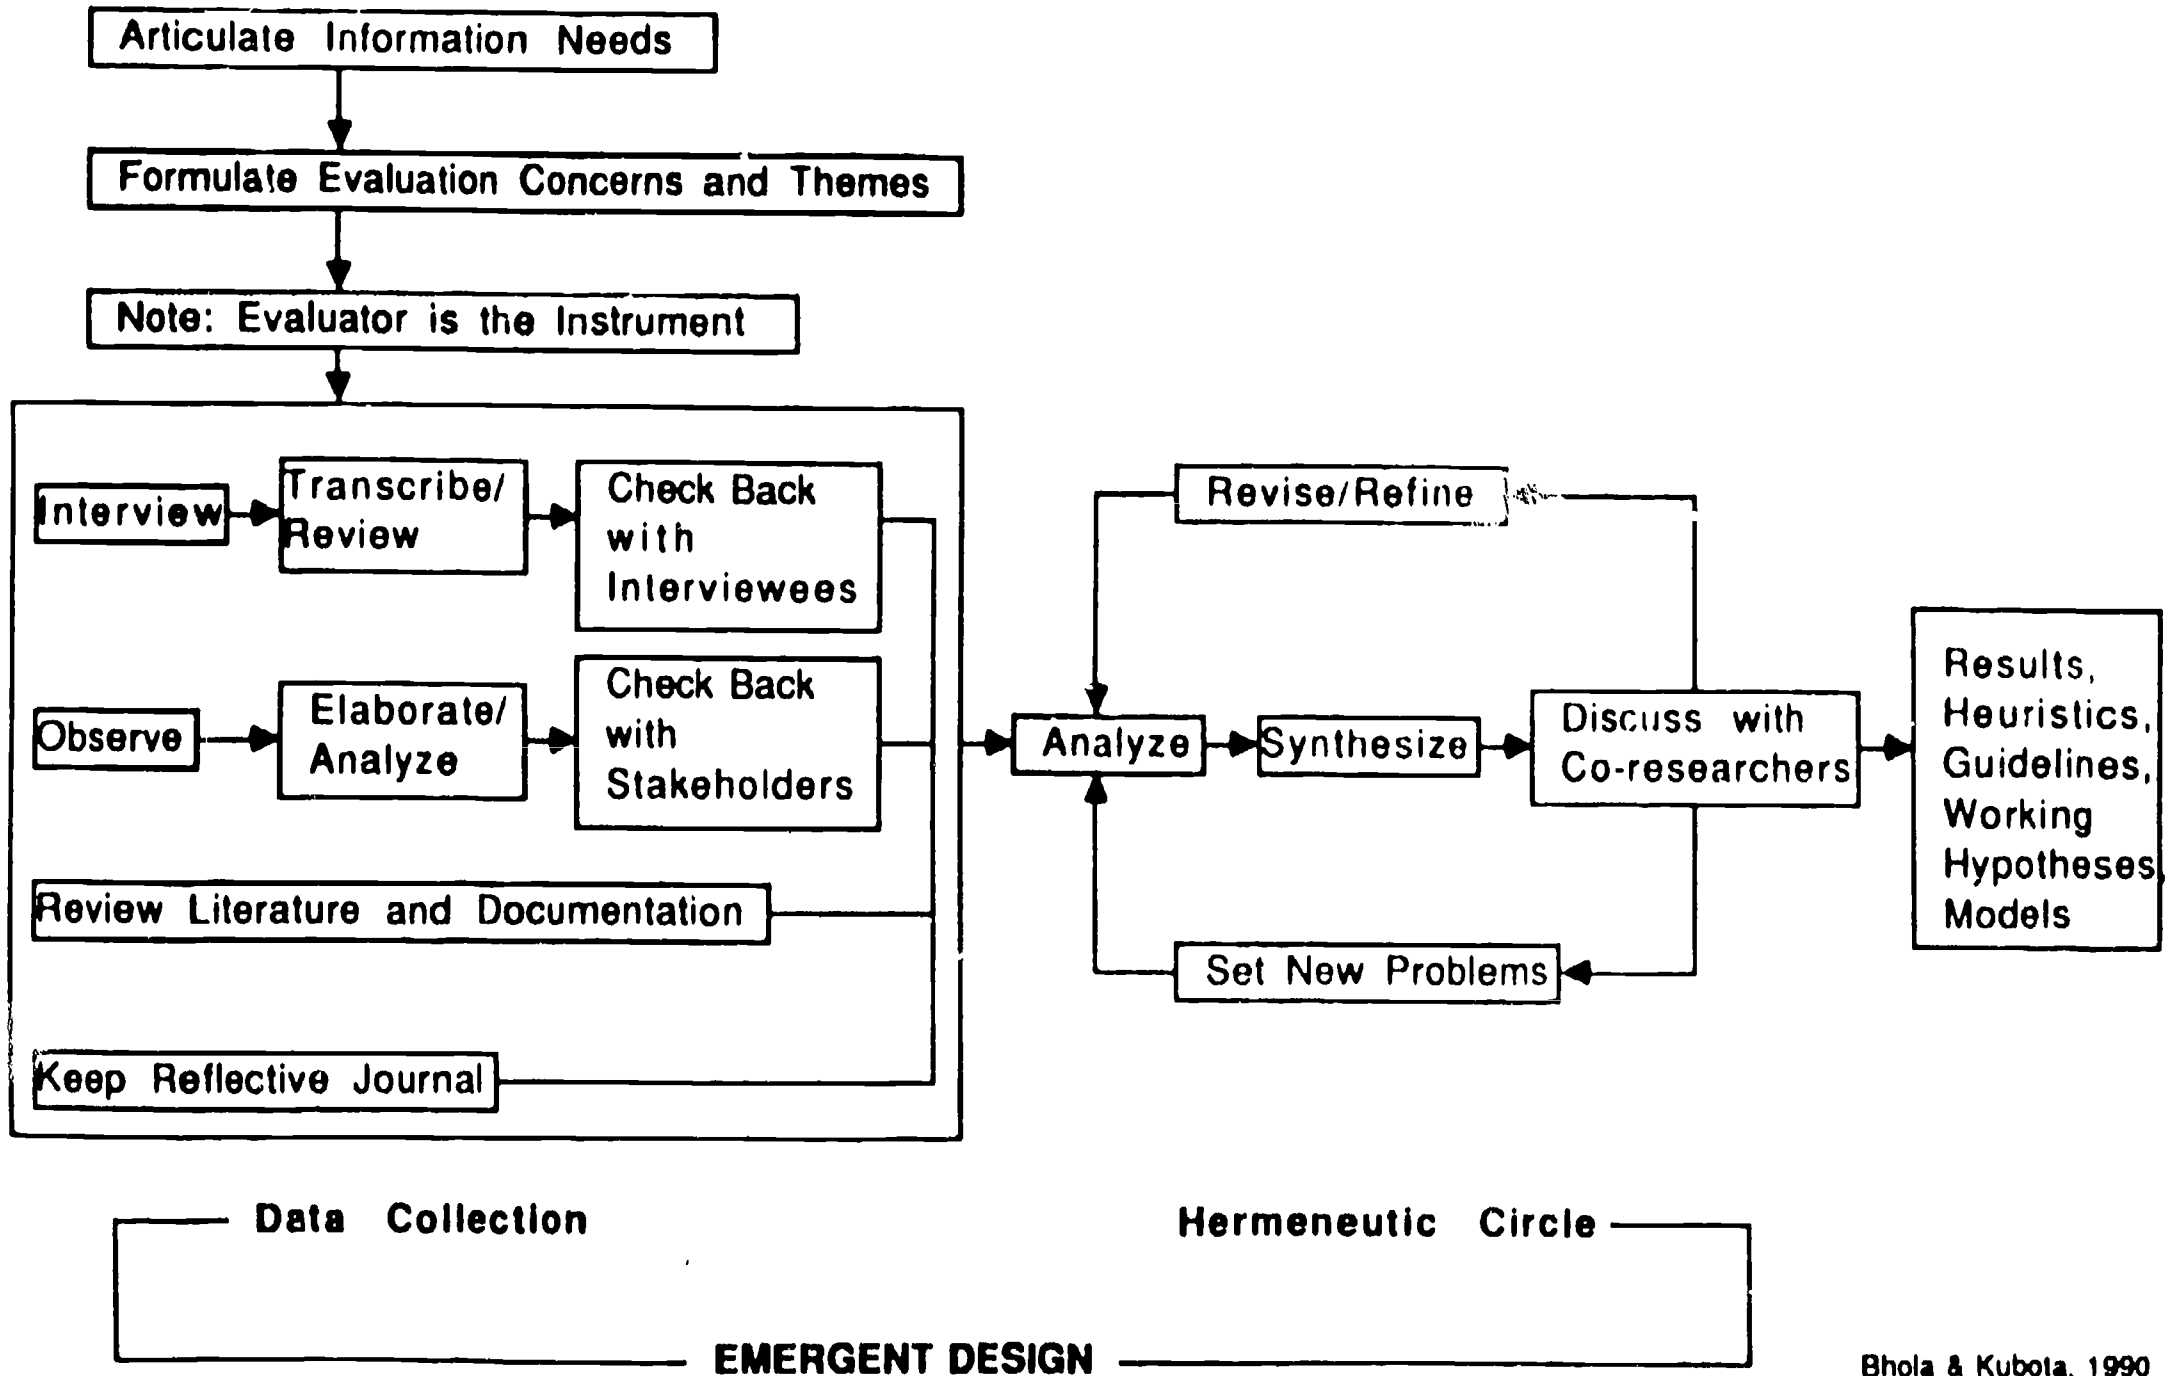 Articulate Information Needs
Formulate Evaluation Concerns and Themes
Note: Evaluator is the Instrument
Interview
Transcribe/
Review
Check Back
with
Interviewees
Observe
Elaborate/
Analyze
Check Back
with
Stakeholders
Review Literature and Documentation
Keep Reflective Journal
Revise/Refine
Analyze
Synthesize
Discuss with
Co-researchers
Set New Problems
Results,
Heuristics,
Guidelines,
Working
Hypotheses,
Models
Data Collection
Hermeneutic Circle
EMERGENT DESIGN
Bhola & Kubota, 1990